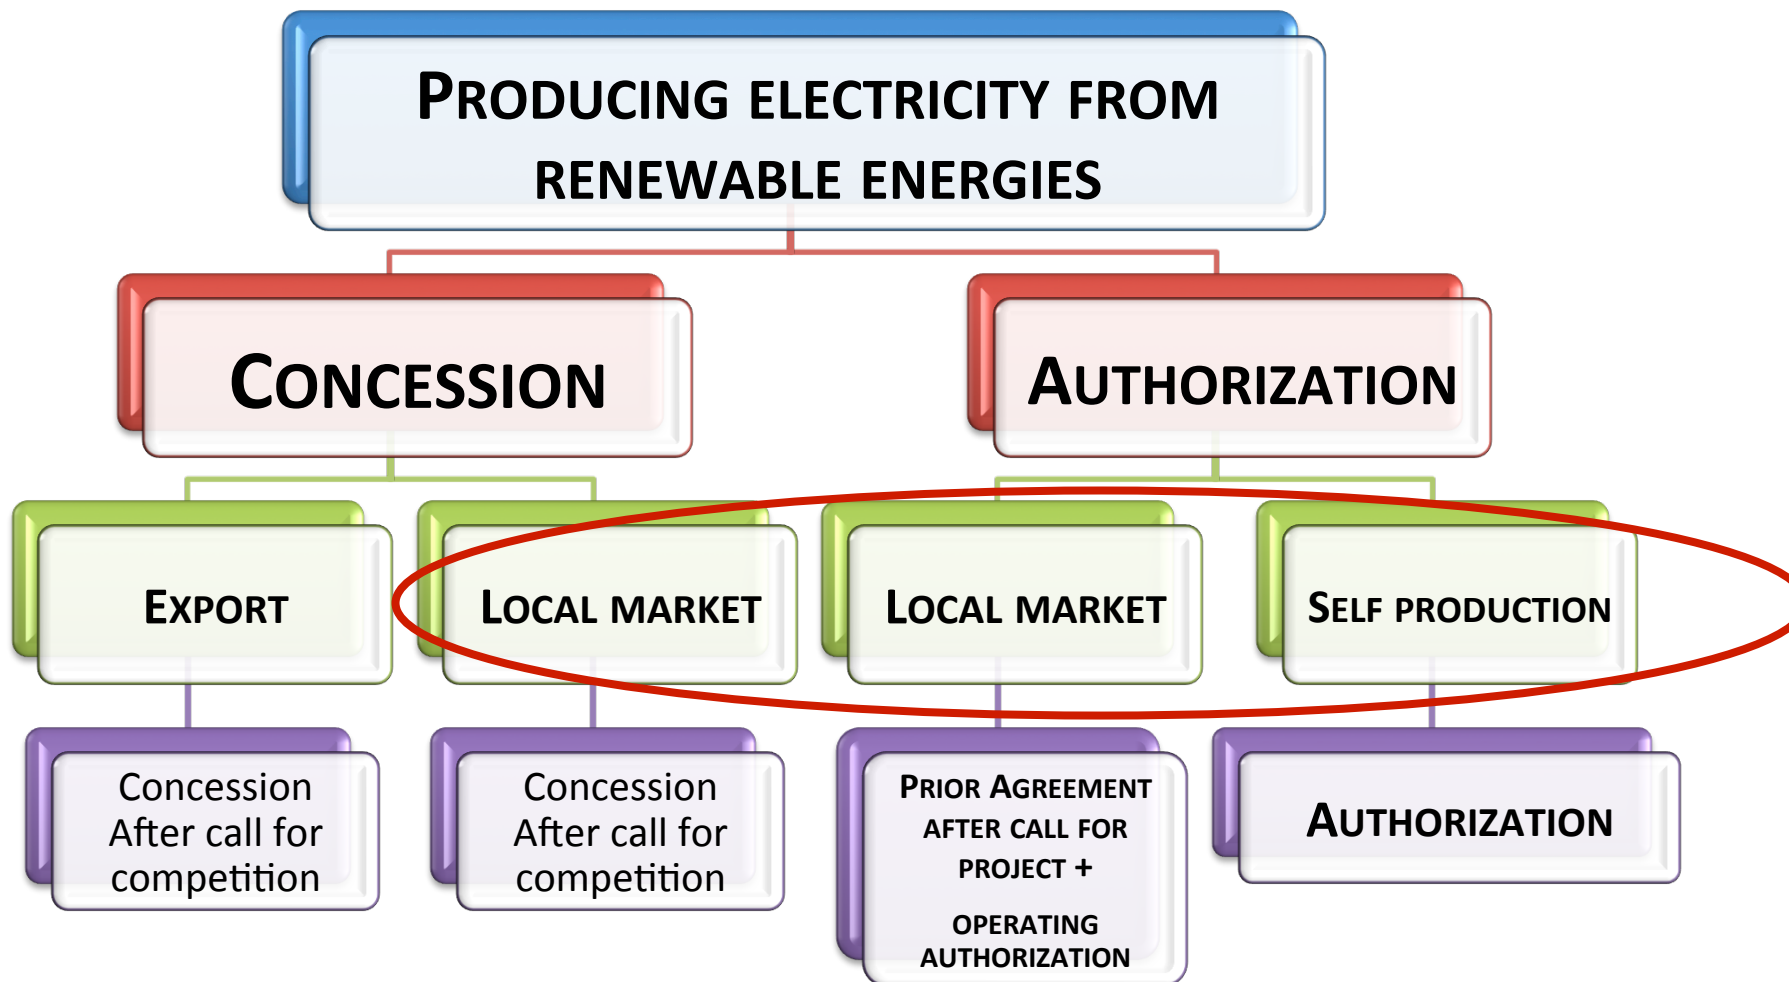 PRODUCING ELECTRICITY FROM
RENEWABLE ENERGIES
CONCESSION
AUTHORIZATION
EXPORT
LOCAL MARKET
LOCAL MARKET
SELF PRODUCTION
Concession
After call for
competition
Concession
After call for
competition
PRIOR AGREEMENT
AFTER CALL FOR
PROJECT +
OPERATING
AUTHORIZATION
AUTHORIZATION